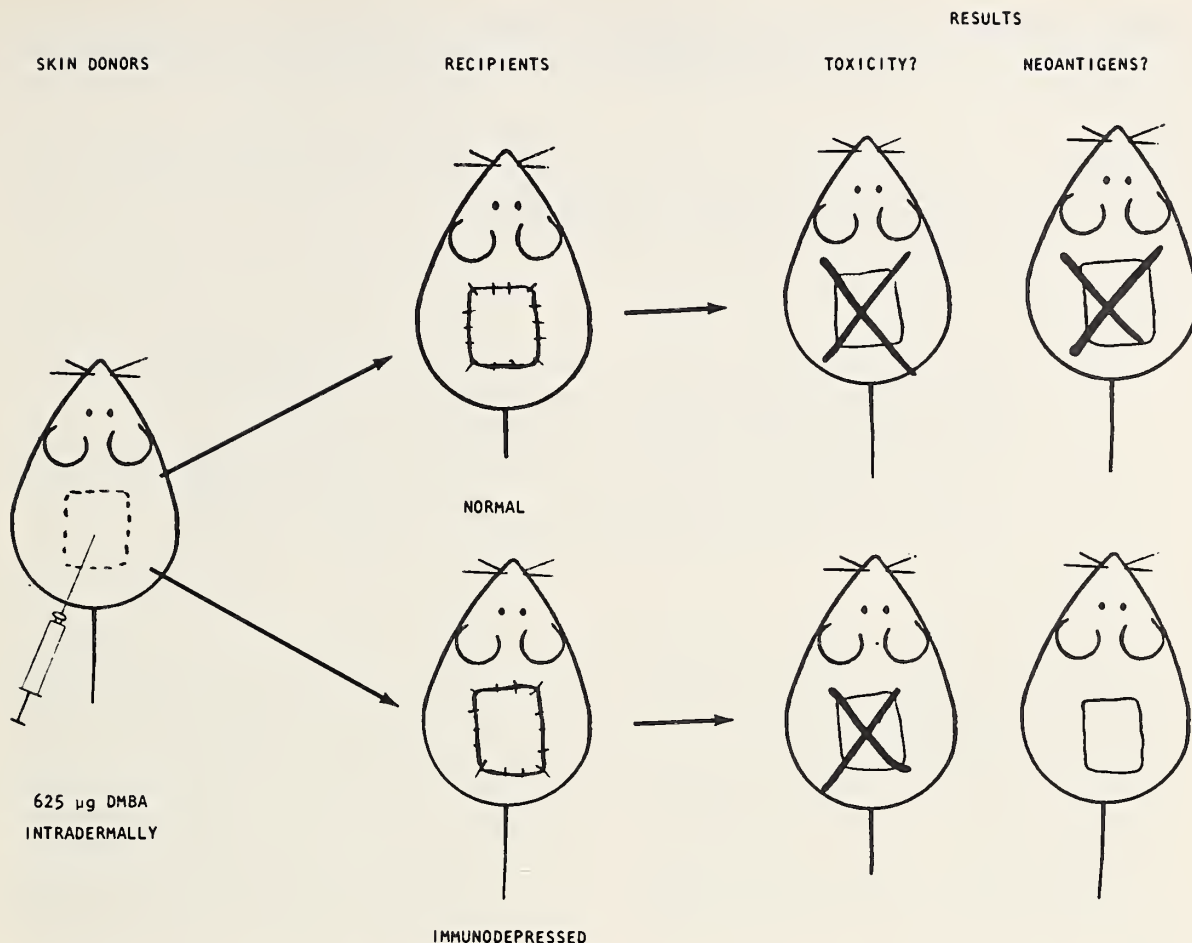 RESULTS
SKIN DONORS
RECIPIENTS
TOXICITY?
NEOANTIGENS?
NORMAL
625 µg DMBA
INTRADERMALLY
IMMUNODEPRESSED